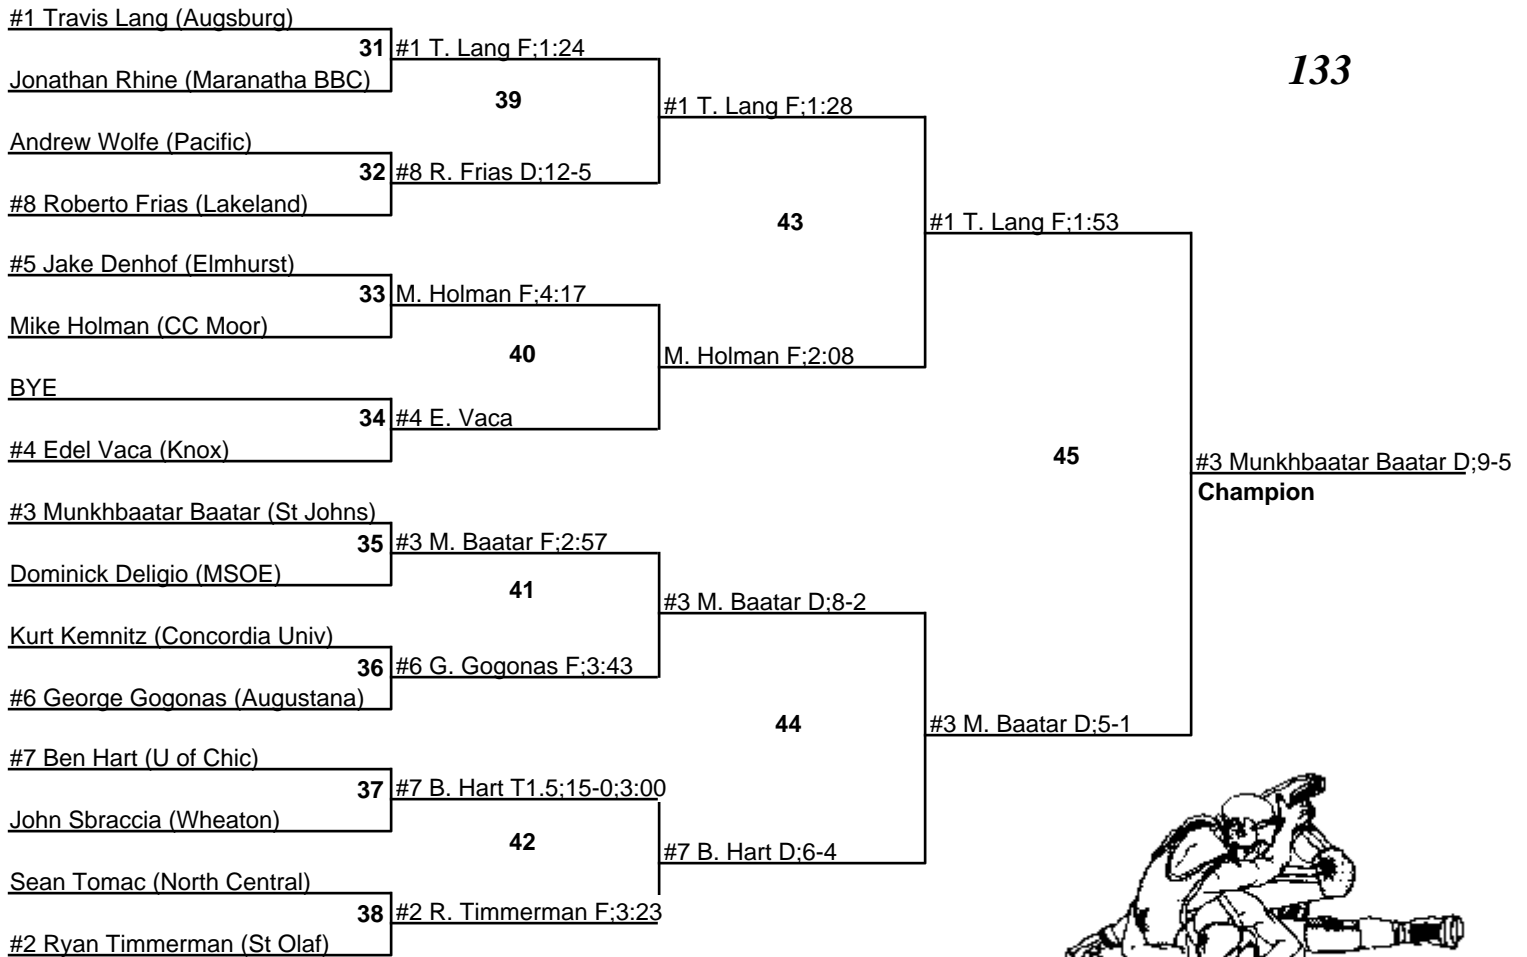 #1 Travis Lang (Augsburg)
31 #1 T. Lang F;1:24
133
Jonathan Rhine (Maranatha BBC)
39
#1 T. Lang F;1:28
Andrew Wolfe (Pacific)
32 #8 R. Frias D;12-5
#8 Roberto Frias (Lakeland)
43
#1 T. Lang F;1:53
#5 Jake Denhof (Elmhurst)
33 M. Holman F;4:17
Mike Holman (CC Moor)
40
M. Holman F;2:08
BYE
34 #4 E. Vaca
#4 Edel Vaca (Knox)
45
#3 Munkhbaatar Baatar D;9-5
Champion
#3 Munkhbaatar Baatar (St Johns)
35 #3 M. Baatar F;2:57
Dominick Deligio (MSOE)
41
#3 M. Baatar D;8-2
Kurt Kemnitz (Concordia Univ)
36 #6 G. Gogonas F;3:43
#6 George Gogonas (Augustana)
44
#3 M. Baatar D;5-1
#7 Ben Hart (U of Chic)
37 #7 B. Hart T1.5;15-0;3:00
John Sbraccia (Wheaton)
42
#7 B. Hart D;6-4
Sean Tomac (North Central)
38 #2 R. Timmerman F;3:23
#2 Ryan Timmerman (St Olaf)